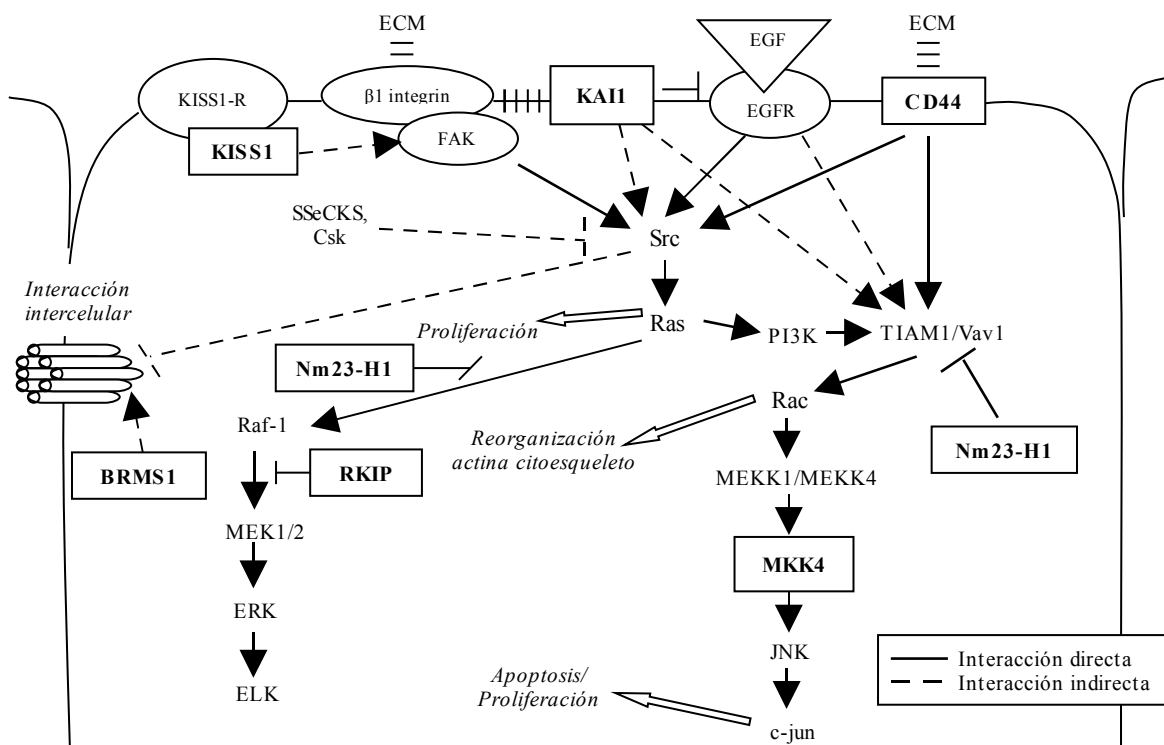 ECM
EGF
ECM
KISS1-R
β1 integrin
KAI1
EGFR
CD44
KISS1
FAK
SSeCKS,
Csk
Src
Interacción
intercelular
Proliferación
Ras
PI3K
TIAM1/Vav1
Nm23-H1
Raf-1
Rac
Reorganización
actina citoesqueleto
Nm23-H1
BRMS1
RKIP
MEKK1/MEKK4
MEK1/2
MKK4
ERK
JNK
Interacción directa
Interacción indirecta
ELK
Apoptosis/
Proliferación
c-jun